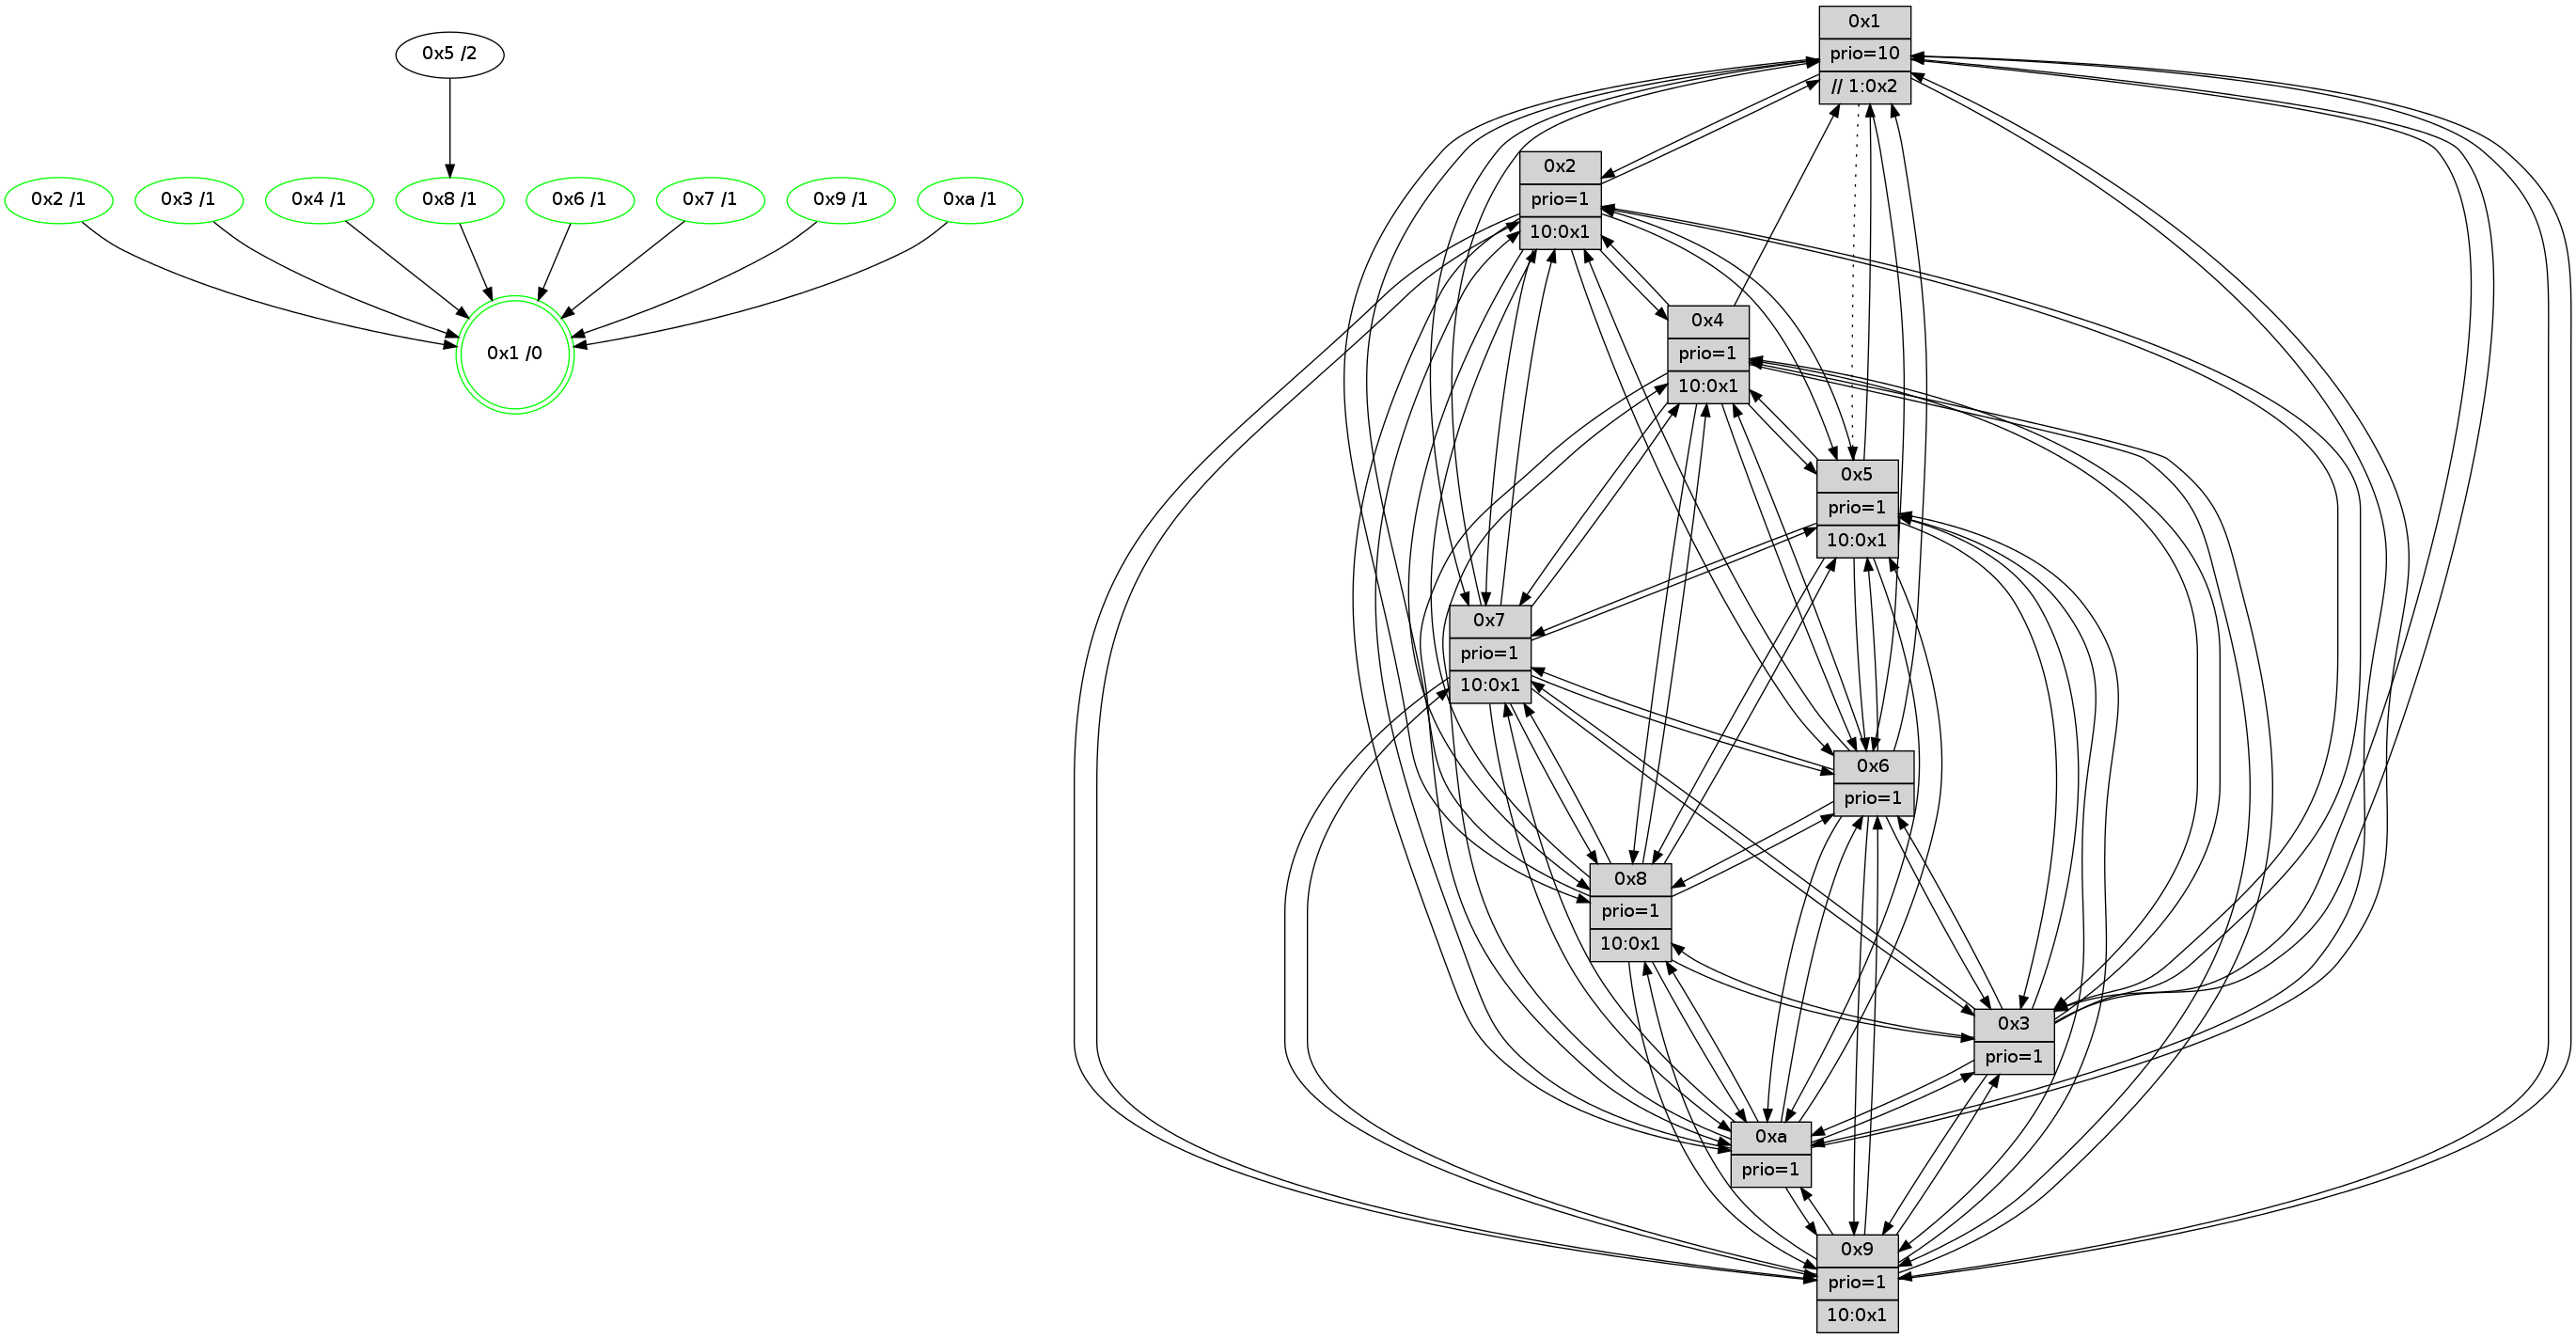 0x5 /2
0x2 /1
0x3 /1
0x4 /1
0x8 /1
0x6 /1
0x7 /1
0x9 /1
0xa /1
0x1 /0
0x1
prio=10
// 1:0x2
0x2
prio=1
10:0x1
0x4
prio=1
10:0x1
0x5
prio=1
10:0x1
0x7
prio=1
10:0x1
0x6
prio=1
0x8
prio=1
10:0x1
0x3
prio=1
0xa
prio=1
0x9
prio=1
10:0x1